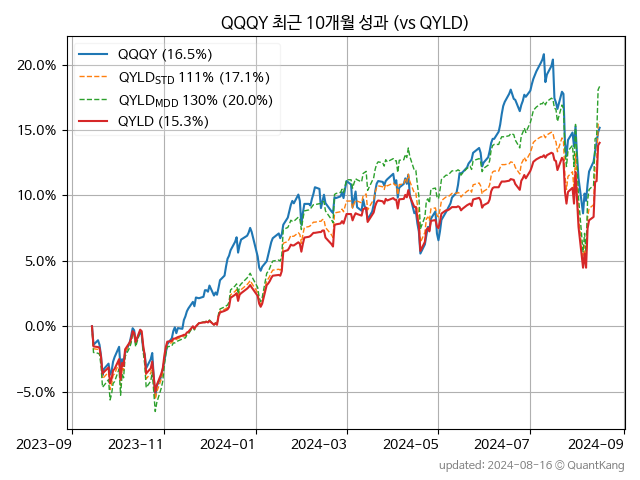 QQQY 최근 10개월 성과 (vs QYLD)
QQQY (16.5%)
QYLDSTD 111% (17.1%)
QYLDMDD 130% (20.0%)
QYLD (15.3%)
20.0%
15.0%
10.0%
5.0%
0.0%
−5.0%
2023-09 2023-11 2024-01 2024-03 2024-05 2024-07 2024-09
updated: 2024-08-16 © QuantKang